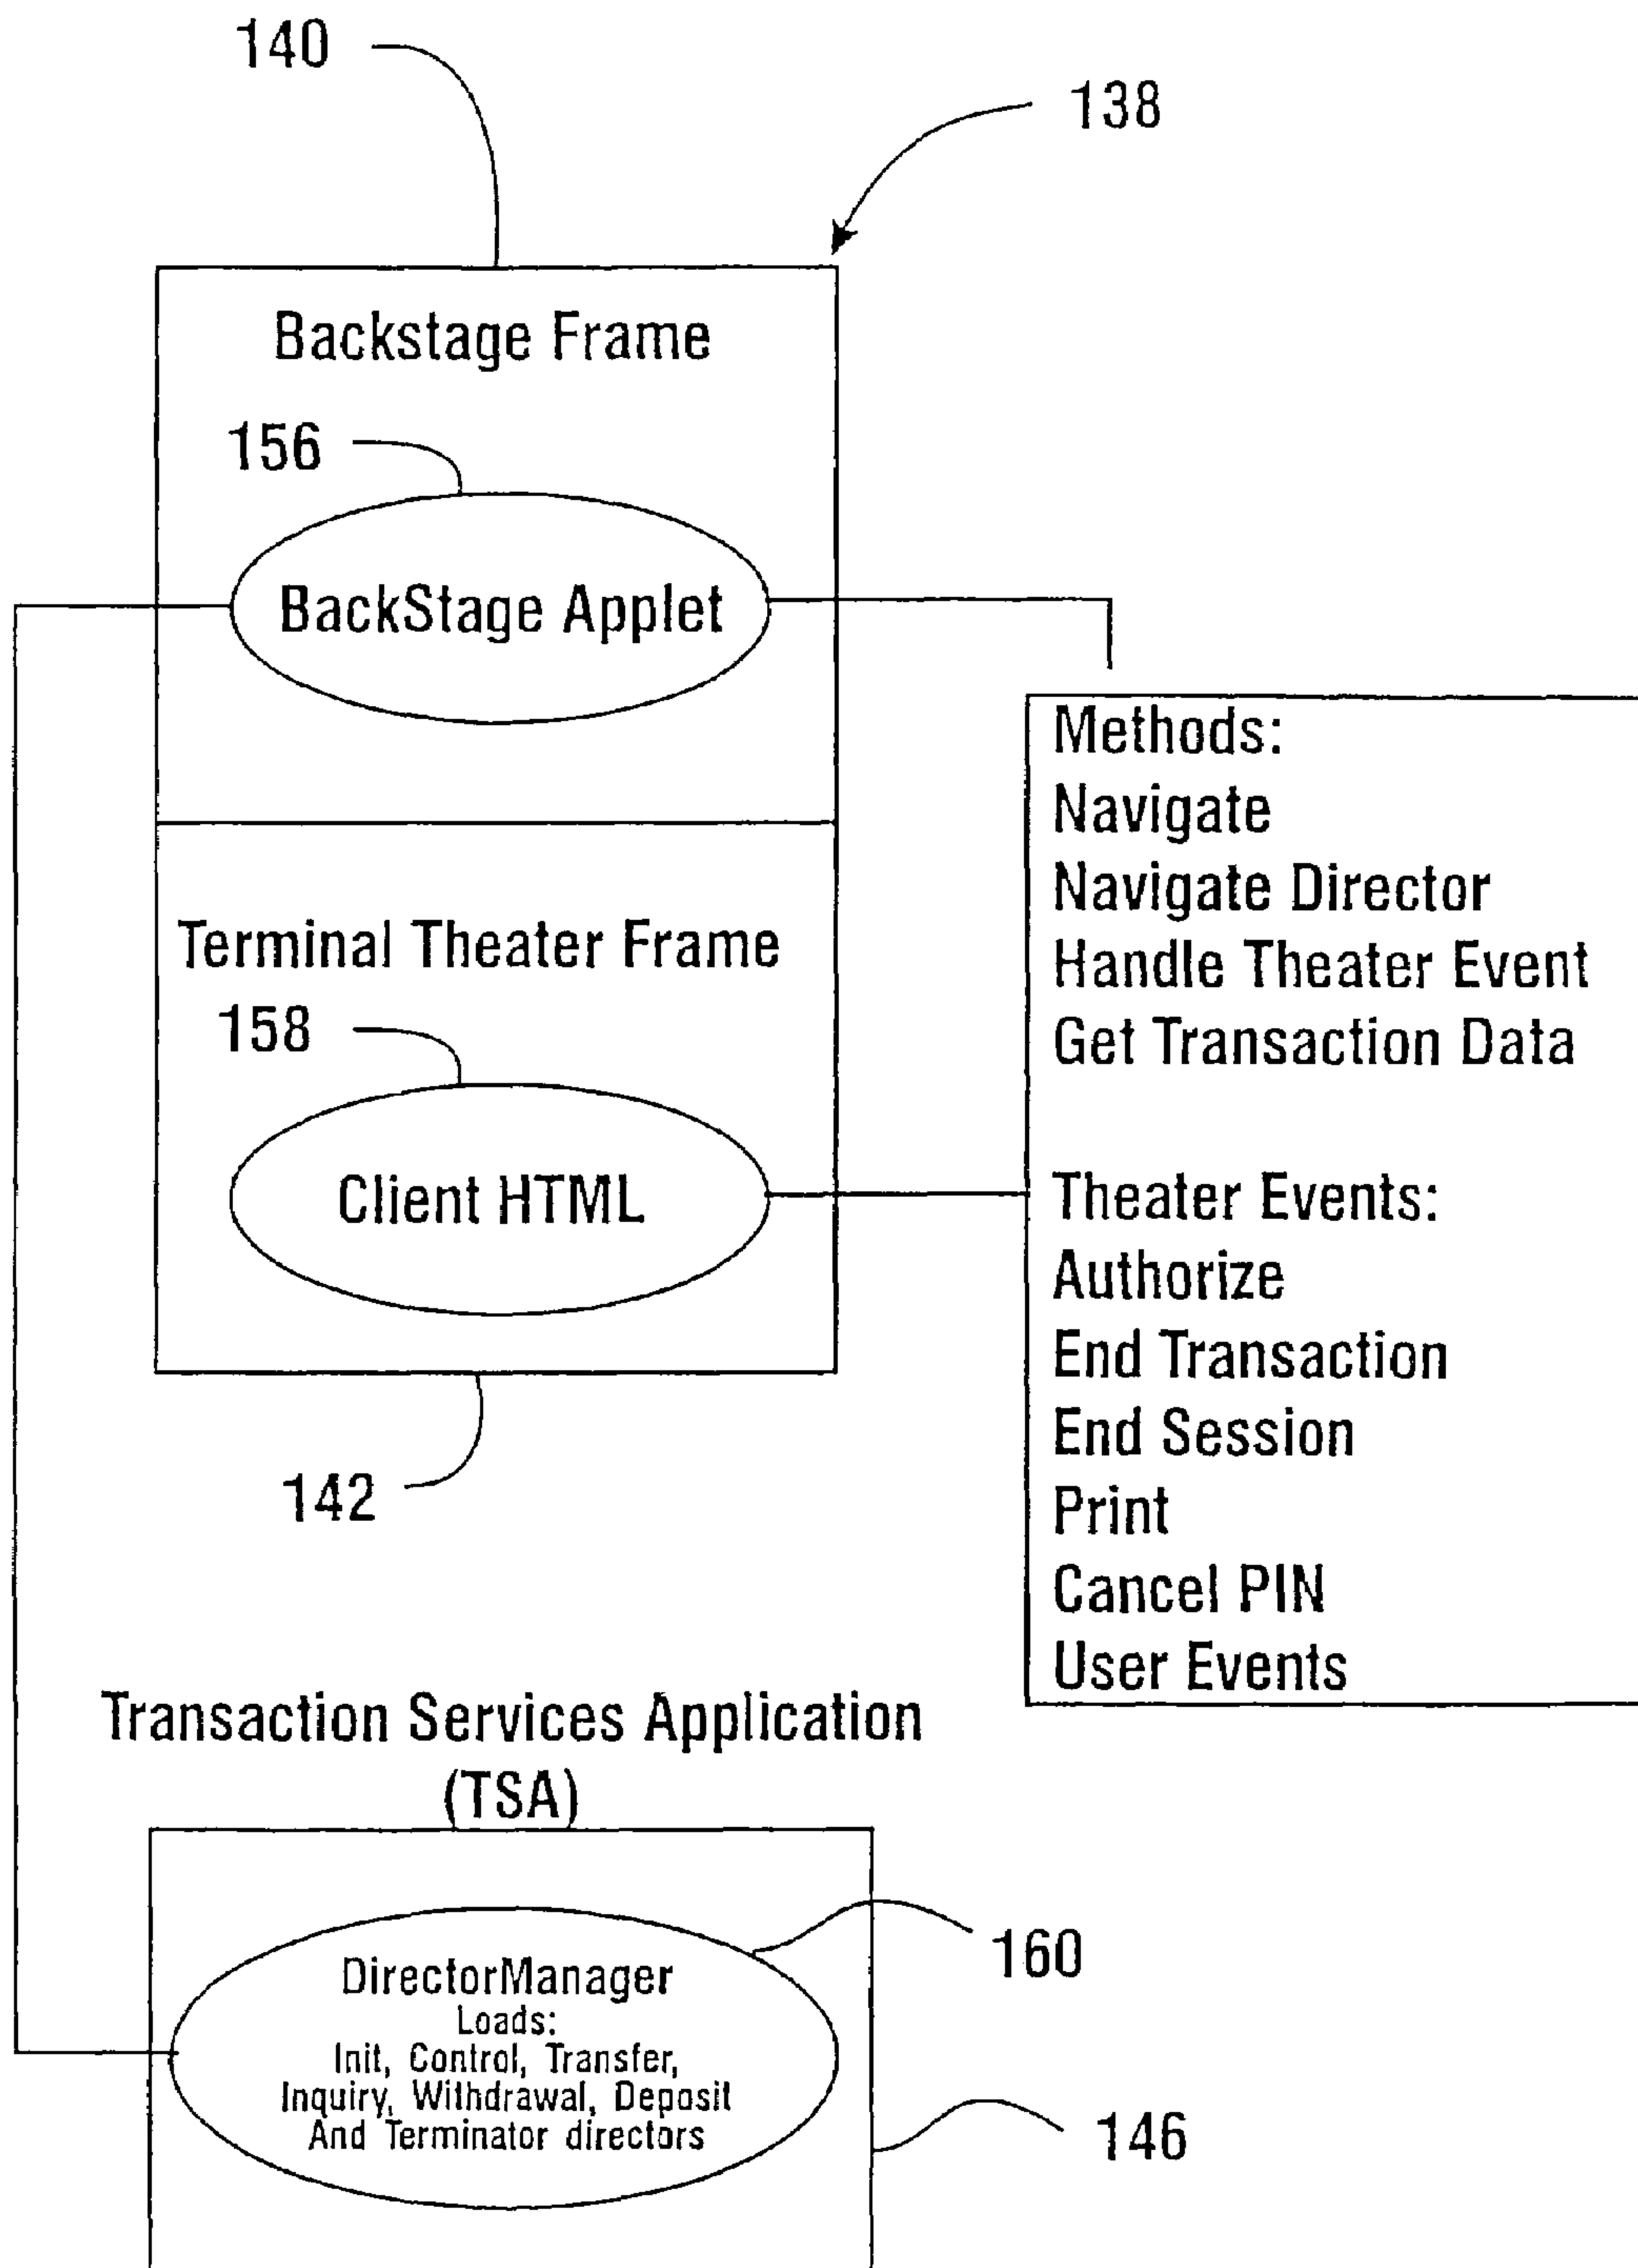 140
138
Backstage Frame
156
BackStage Applet
Methods:
Navigate
Navigate Director
Handle Theater Event
Get Transaction Data
Terminal Theater Frame
158
Client HTML
Theater Events:
Authorize
End Transaction
End Session
Print
Cancel PIN
User Events
142
Transaction Services Application
(TSA)
160
DirectorManager
Loads:
Init, Control, Transfer,
Inquiry, Withdrawal, Deposit
And Terminator directors
146